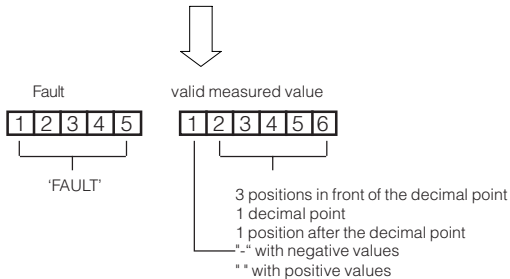 Fault
valid measured value
1 2 3 4 5
1 2 3 4 5 6
'FAULT'
3 positions in front of the decimal point
1 decimal point
1 position after the decimal point
"-“ with negative values
" " with positive values